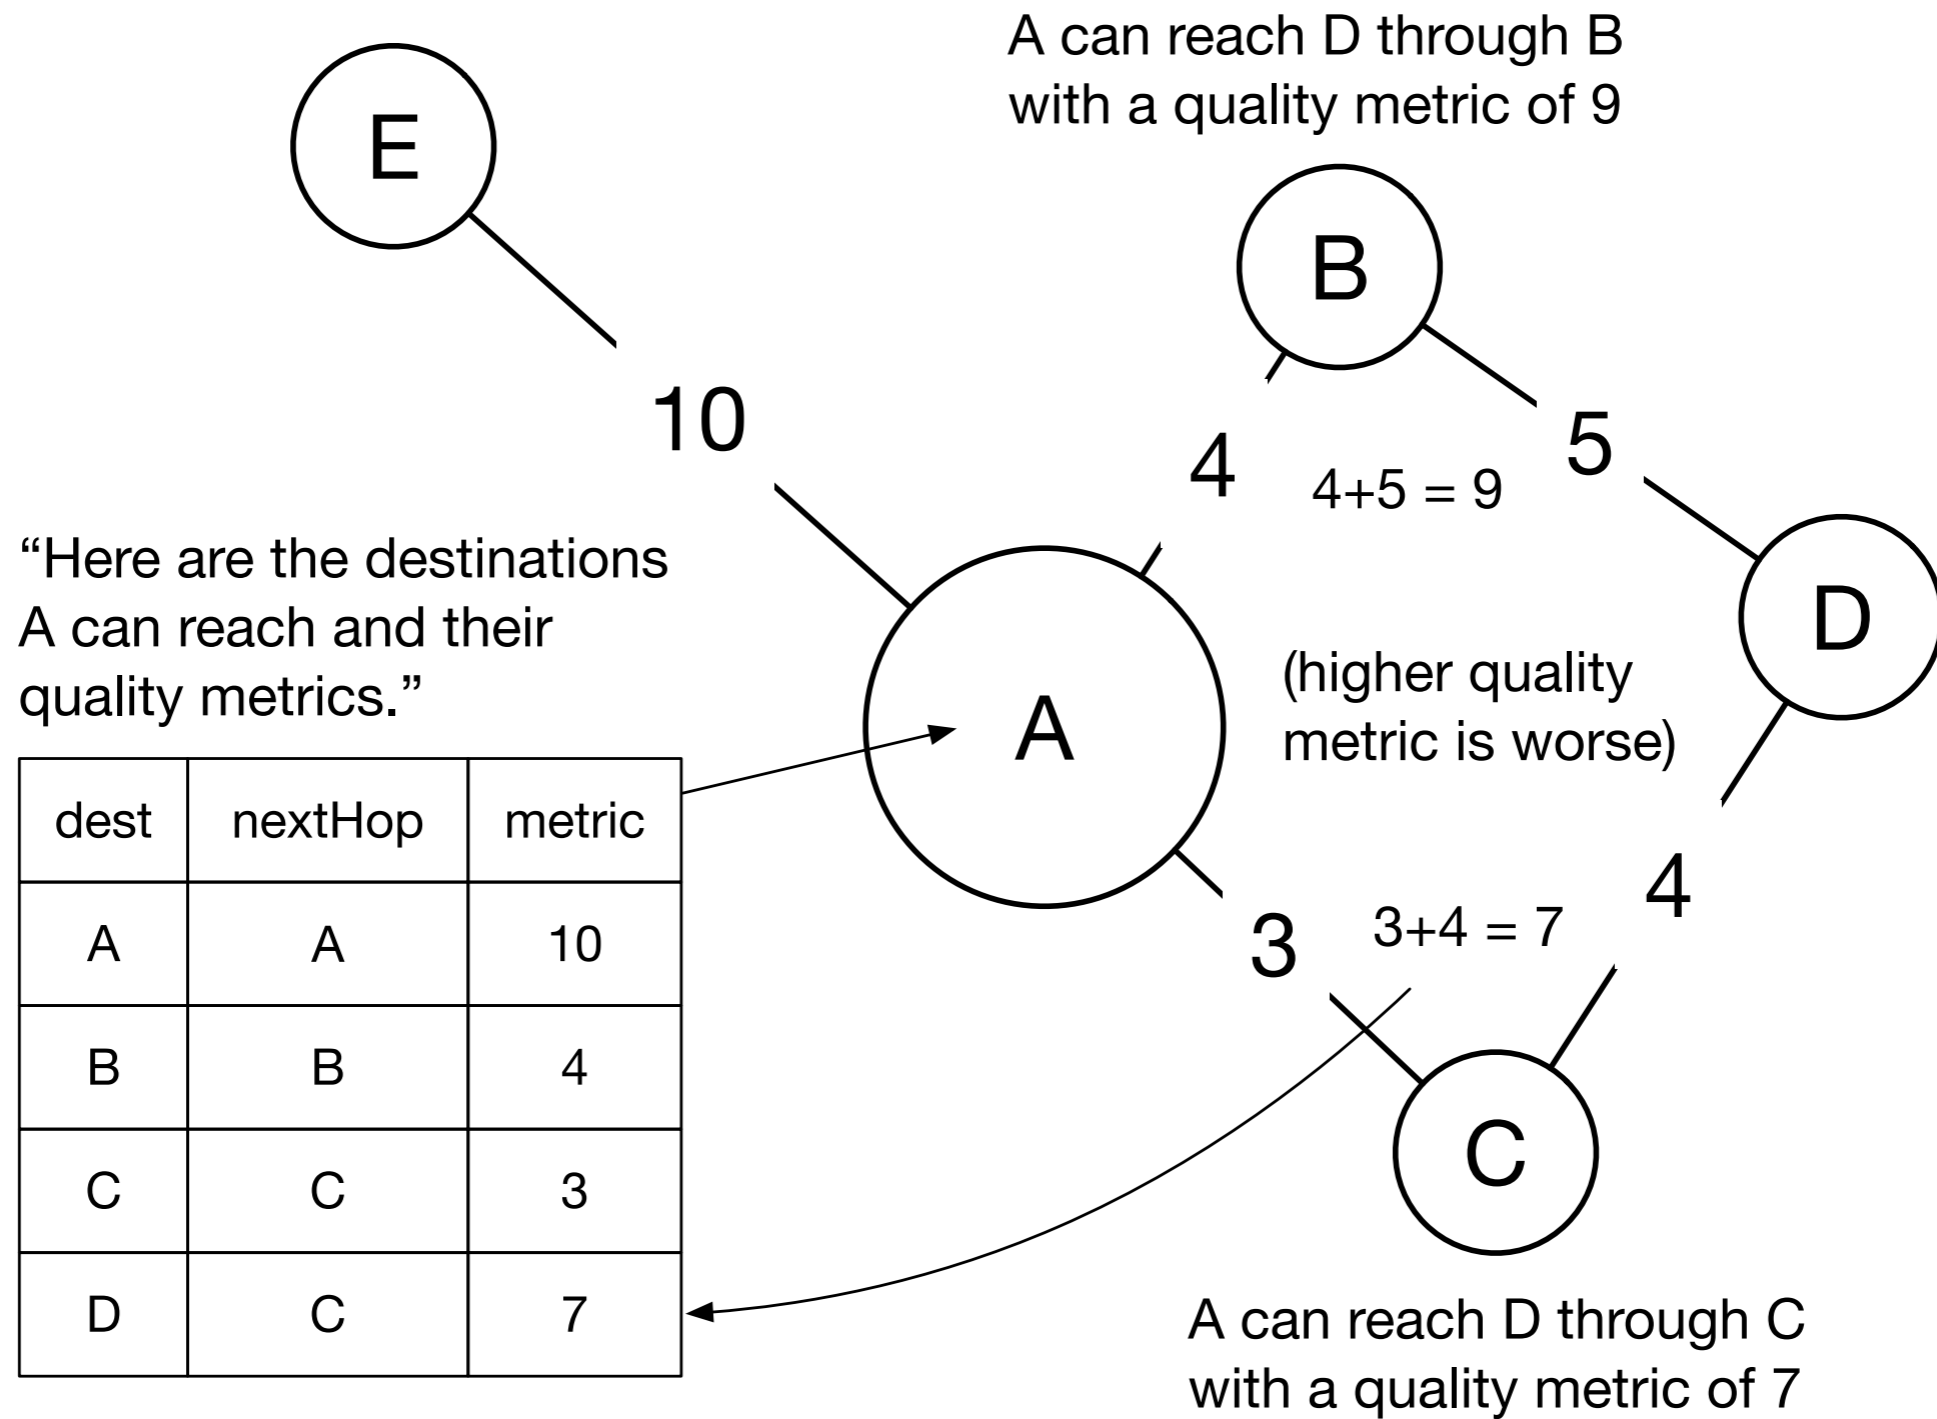 A can reach D through B
with a quality metric of 9
E
B
10
4
5
4+5 = 9
“Here are the destinations
A can reach and their
quality metrics.”
A
(higher quality
metric is worse)
D
dest nextHop metric
A A 10
B B 4
C C 3
D C 7
3
3+4 = 7
4
C
A can reach D through C
with a quality metric of 7